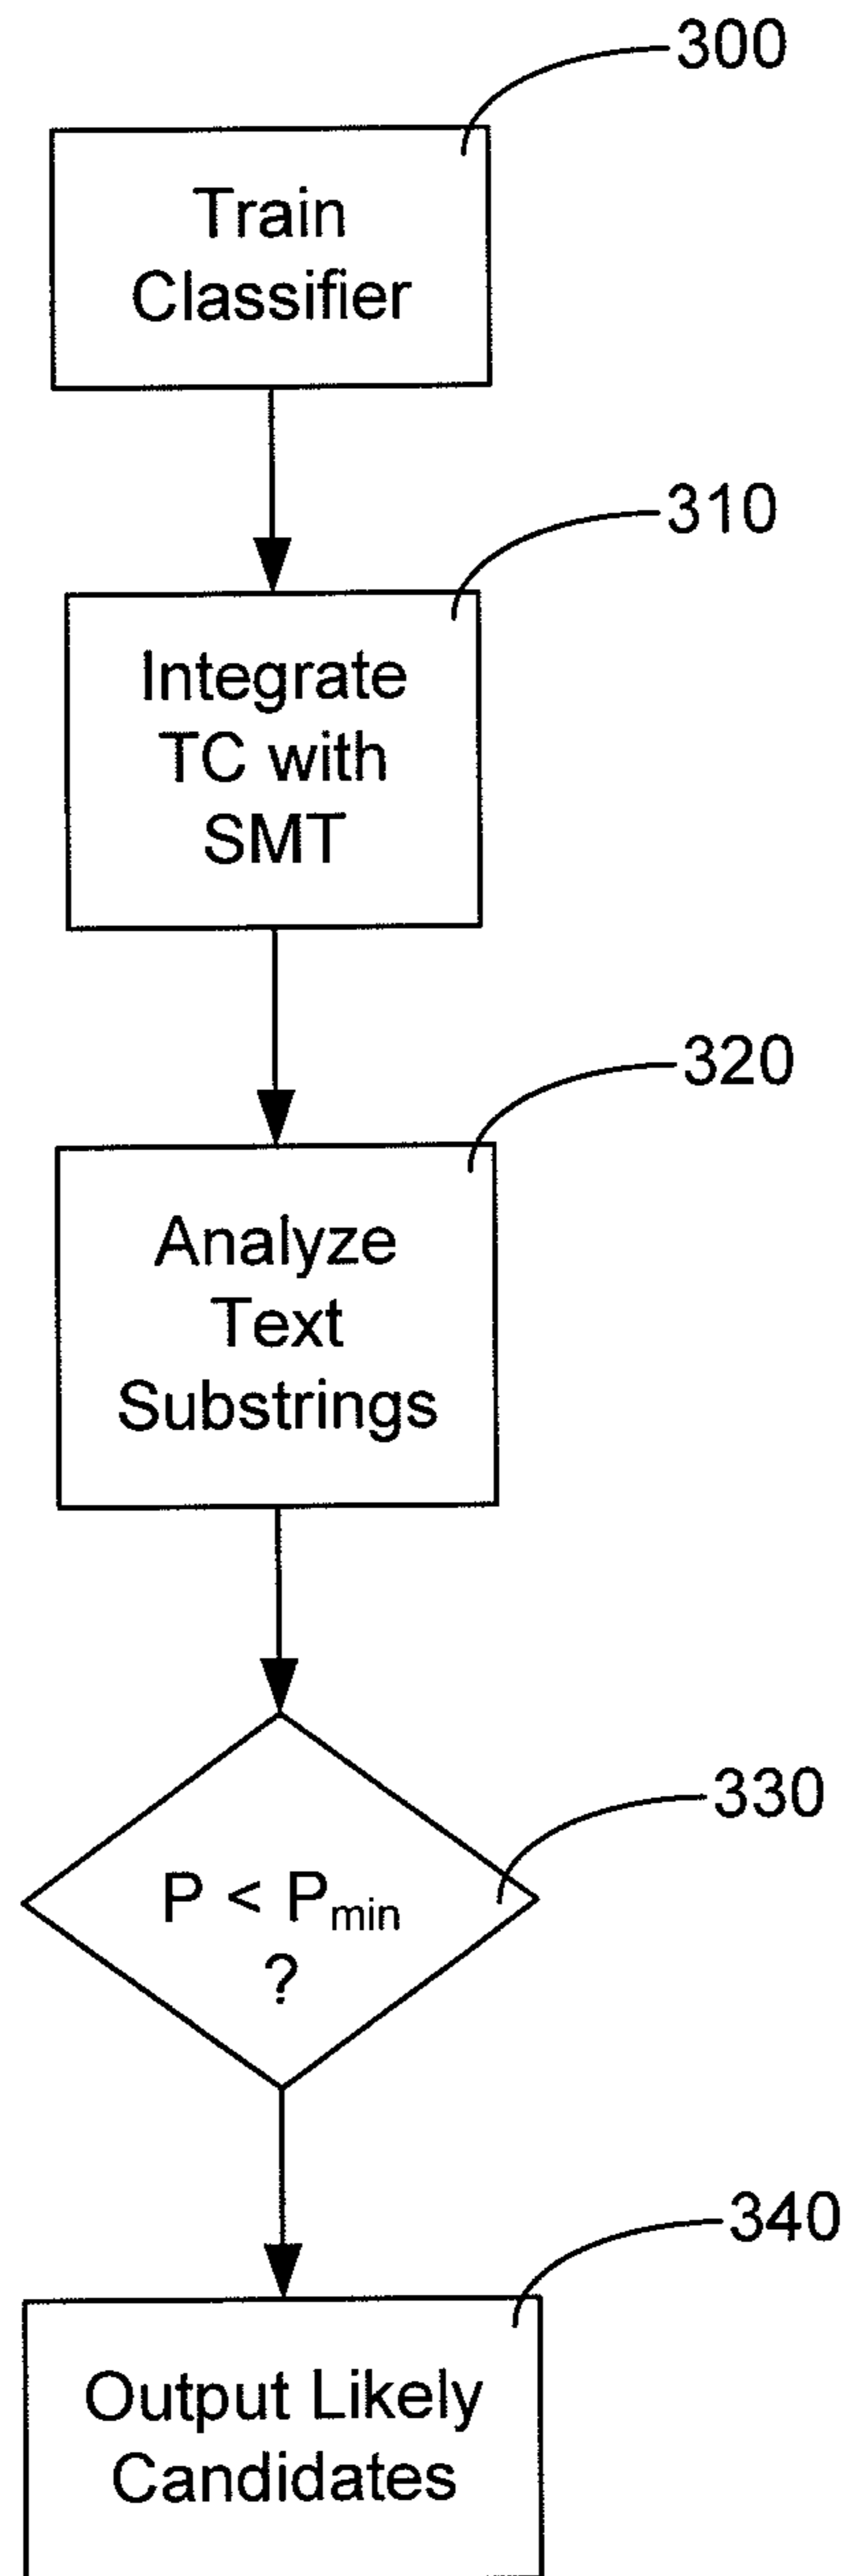 300
Train
Classifier
310
Integrate
TC with
SMT
320
Analyze
Text
Substrings
330
P < Pmin
?
340
Output Likely
Candidates